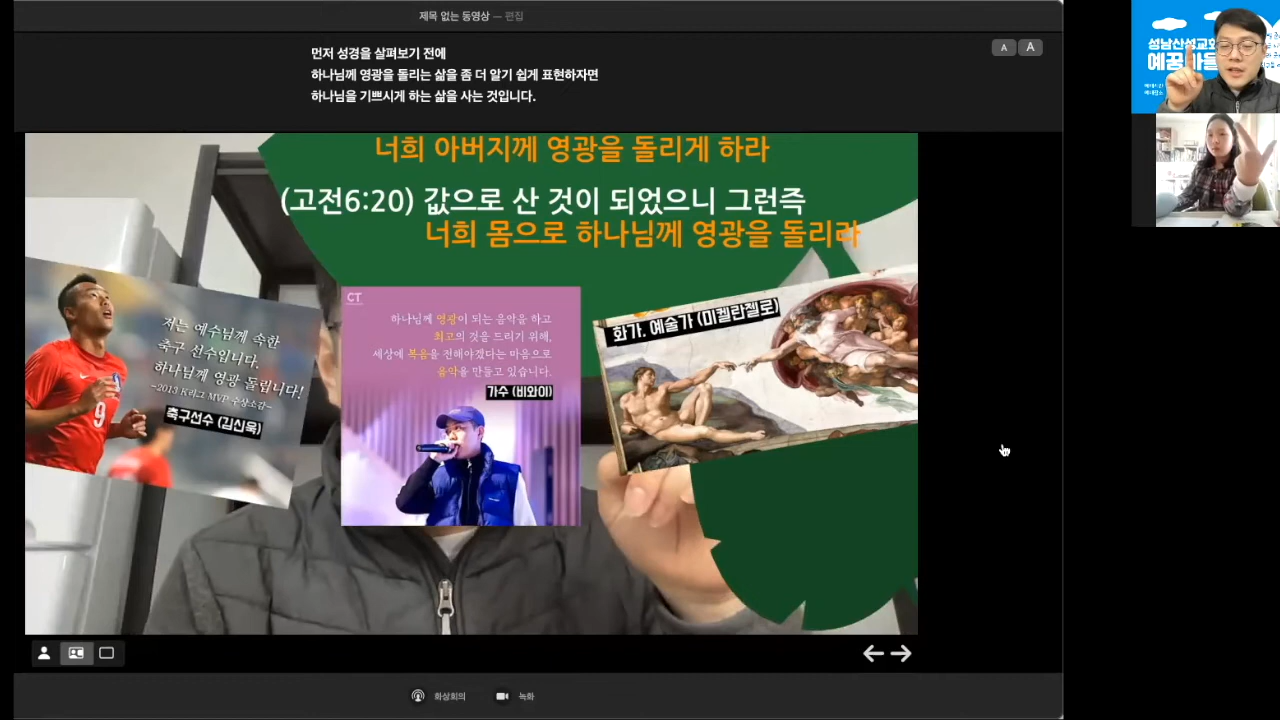 제목 없는 동영상 — 편집
먼저 성경을 살펴보기 전에
하나님께 영광을 돌리는 삶을 좀 더 알기 쉽게 표현하자면
하나님을 기쁘시게 하는 삶을 사는 것입니다.
A A
너희 아버지께 영광을 돌리게 하라
(고전6:20) 값으로 산 것이 되었으니 그런즉
너희 몸으로 하나님께 영광을 돌리라
저는 예수님께 속한
축구 선수입니다.
하나님께 영광 돌립니다!
-2013 K리그 MVP 수상소감-
축구선수 (김신욱)
9
CT
하나님께 영광이 되는 음악을 하고
최고의 것을 드리기 위해,
세상에 복음을 전해야겠다는 마음으로
음악을 만들고 있습니다.
가수 (비와이)
화가. 예술가 (미켈란젤로)
화상회의
녹화
성남산성교회